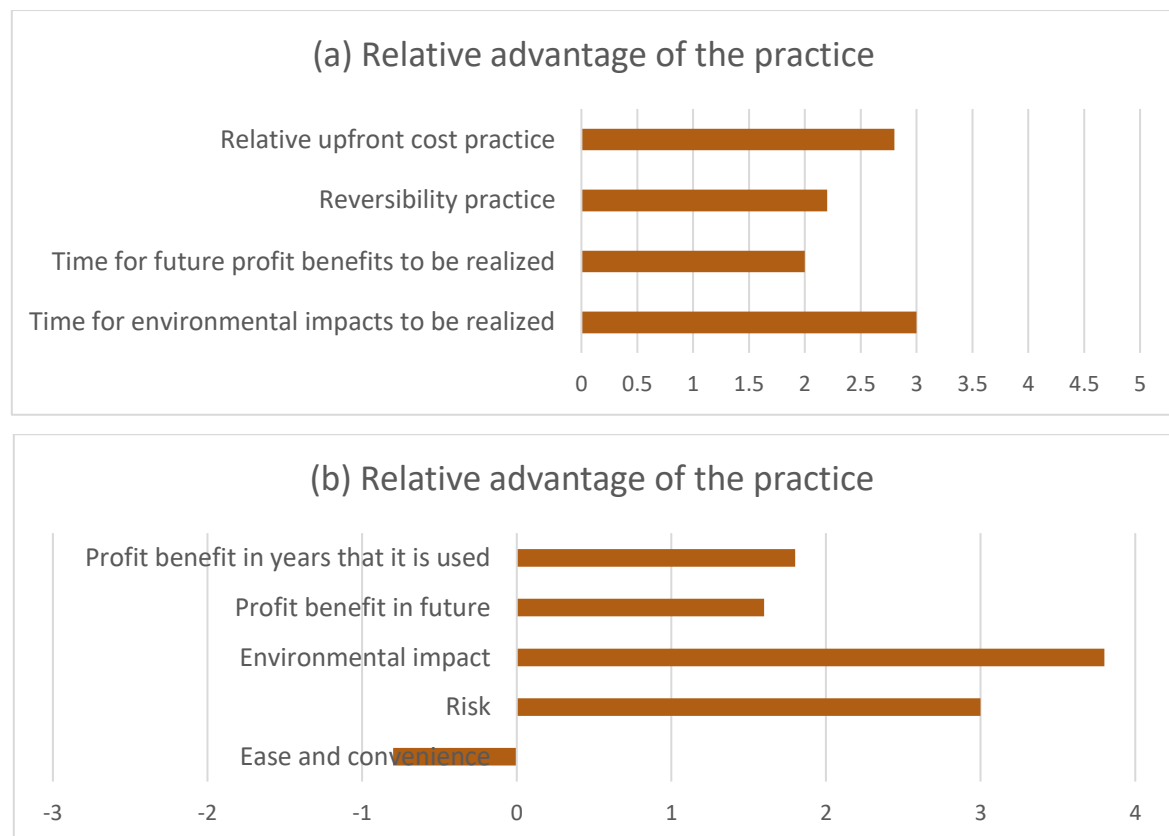 (a) Relative advantage of the practice
Relative upfront cost practice
Reversibility practice
Time for future profit benefits to be realized
Time for environmental impacts to be realized
0 0.5 1 1.5 2 2.5 3 3.5 4 4.5 5
(b) Relative advantage of the practice
Profit benefit in years that it is used
Profit benefit in future
Environmental impact
Risk
Ease and convenience
-3 -2 -1 0 1 2 3 4